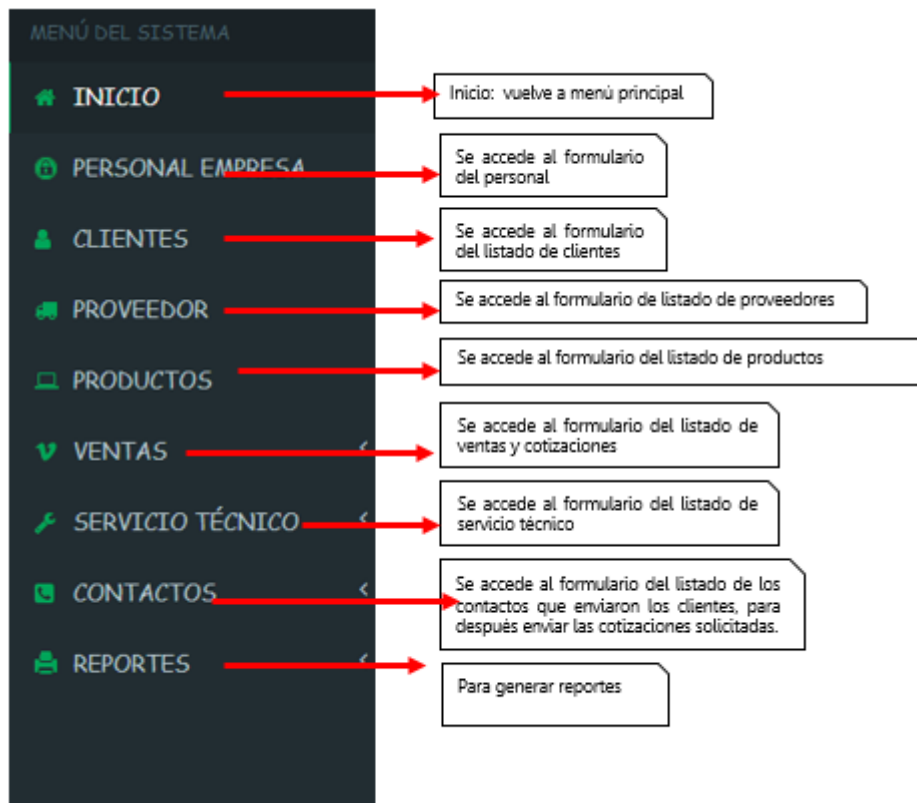 MENÚ DEL SISTEMA
INICIO
Inicio: vuelve a menú principal
PERSONAL EMPRESA
Se accede al formulario
del personal
CLIENTES
Se accede al formulario
del listado de clientes
PROVEEDOR
Se accede al formulario de listado de proveedores
PRODUCTOS
Se accede al formulario del listado de productos
VENTAS
Se accede al formulario del listado de
ventas y cotizaciones
SERVICIO TÉCNICO
Se accede al formulario del listado de
servicio técnico
CONTACTOS
Se accede al formulario del listado de los
contactos que enviaron los clientes, para
después enviar las cotizaciones solicitadas.
REPORTES
Para generar reportes